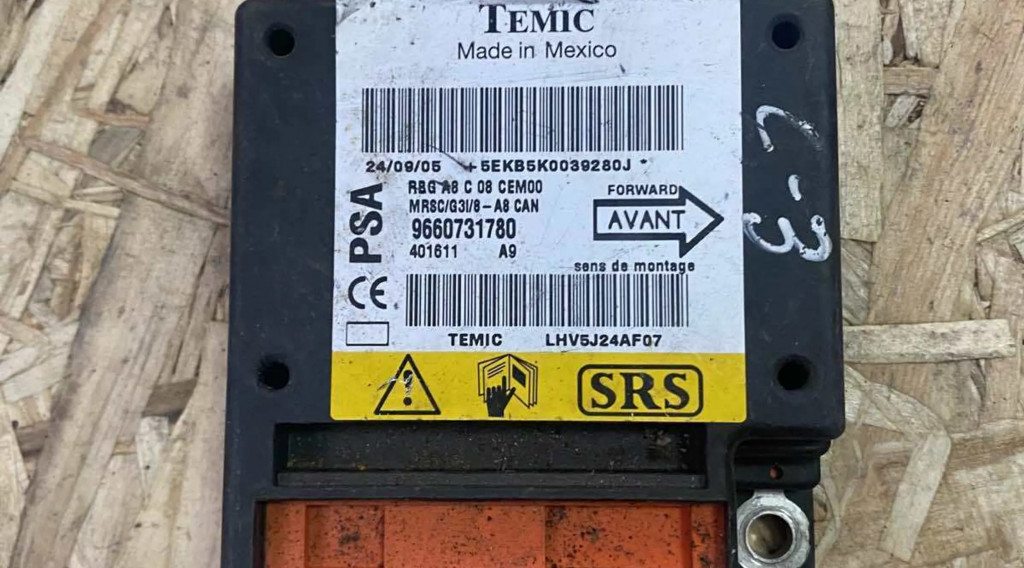 TEMIC
Made in Mexico
24/09/05 +5EKB5K0039280J *
RBG A8 C 08 CEM00
MRSC/G3I/8-A8 CAN
9660731780
401611 A9
PSA
FORWARD
AVANT
sens de montage
CE
TEMIC LHV5J24AF07
SRS
C-3